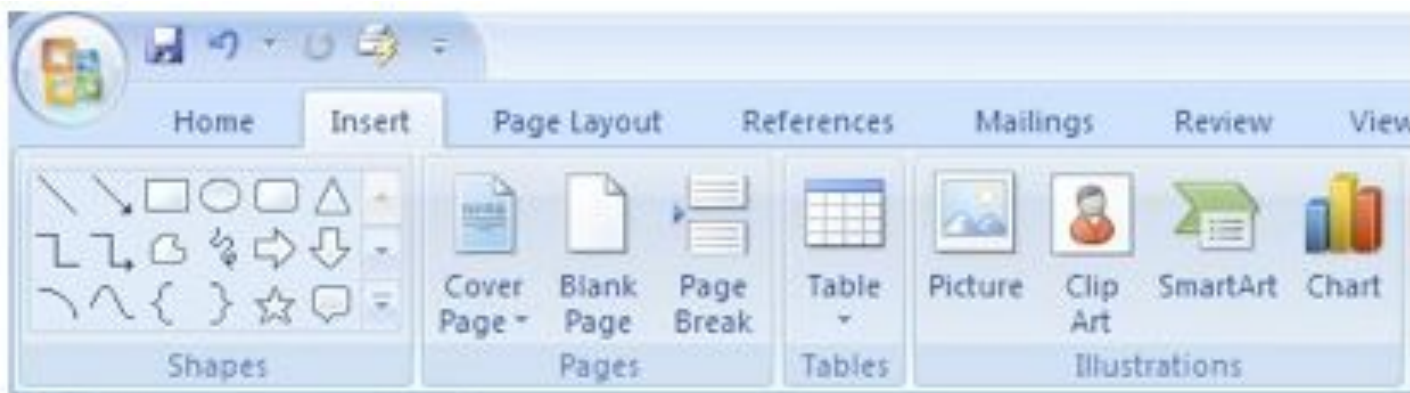 Home Insert Page Layout References Mailings Review View
Cover Page Blank Page Page Break Table Picture Clip Art SmartArt Chart
Shapes Pages Tables Illustrations